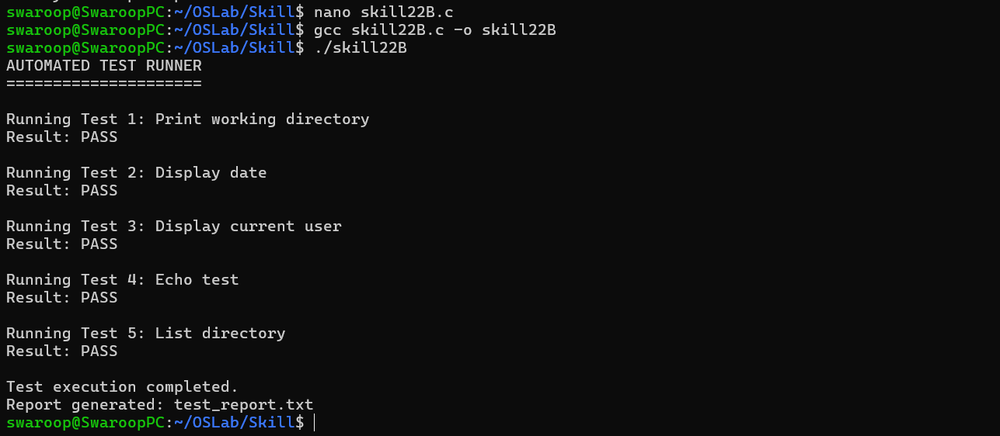 swaroop@SwaroopPC:~/OSLab/Skill$ nano skill22B.c
swaroop@SwaroopPC:~/OSLab/Skill$ gcc skill22B.c -o skill22B
swaroop@SwaroopPC:~/OSLab/Skill$ ./skill22B
AUTOMATED TEST RUNNER
=====================
Running Test 1: Print working directory
Result: PASS
Running Test 2: Display date
Result: PASS
Running Test 3: Display current user
Result: PASS
Running Test 4: Echo test
Result: PASS
Running Test 5: List directory
Result: PASS
Test execution completed.
Report generated: test_report.txt
swaroop@SwaroopPC:~/OSLab/Skill$